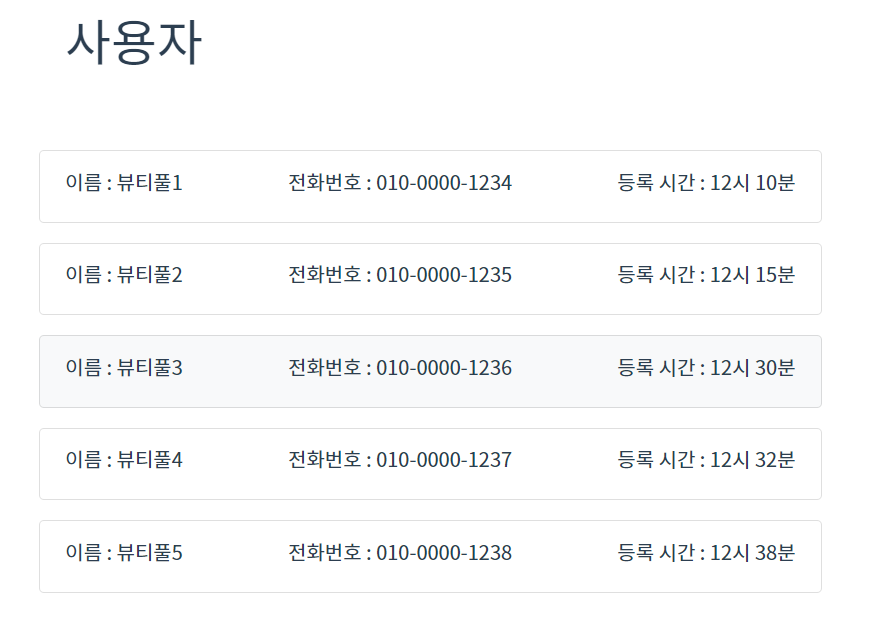 사용자
이름 : 뷰티풀1 전화번호 : 010-0000-1234 등록 시간 : 12시 10분
이름 : 뷰티풀2 전화번호 : 010-0000-1235 등록 시간 : 12시 15분
이름 : 뷰티풀3 전화번호 : 010-0000-1236 등록 시간 : 12시 30분
이름 : 뷰티풀4 전화번호 : 010-0000-1237 등록 시간 : 12시 32분
이름 : 뷰티풀5 전화번호 : 010-0000-1238 등록 시간 : 12시 38분